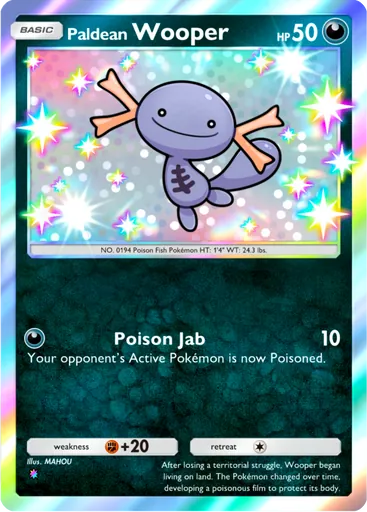 BASIC Paldean Wooper HP 50
NO. 0194 Poison Fish Pokémon HT: 1'4" WT: 24.3 lbs.
Poison Jab 10
Your opponent's Active Pokémon is now Poisoned.
weakness +20 retreat
Illus. MAHOU
After losing a territorial struggle, Wooper began
living on land. The Pokémon changed over time,
developing a poisonous film to protect its body.